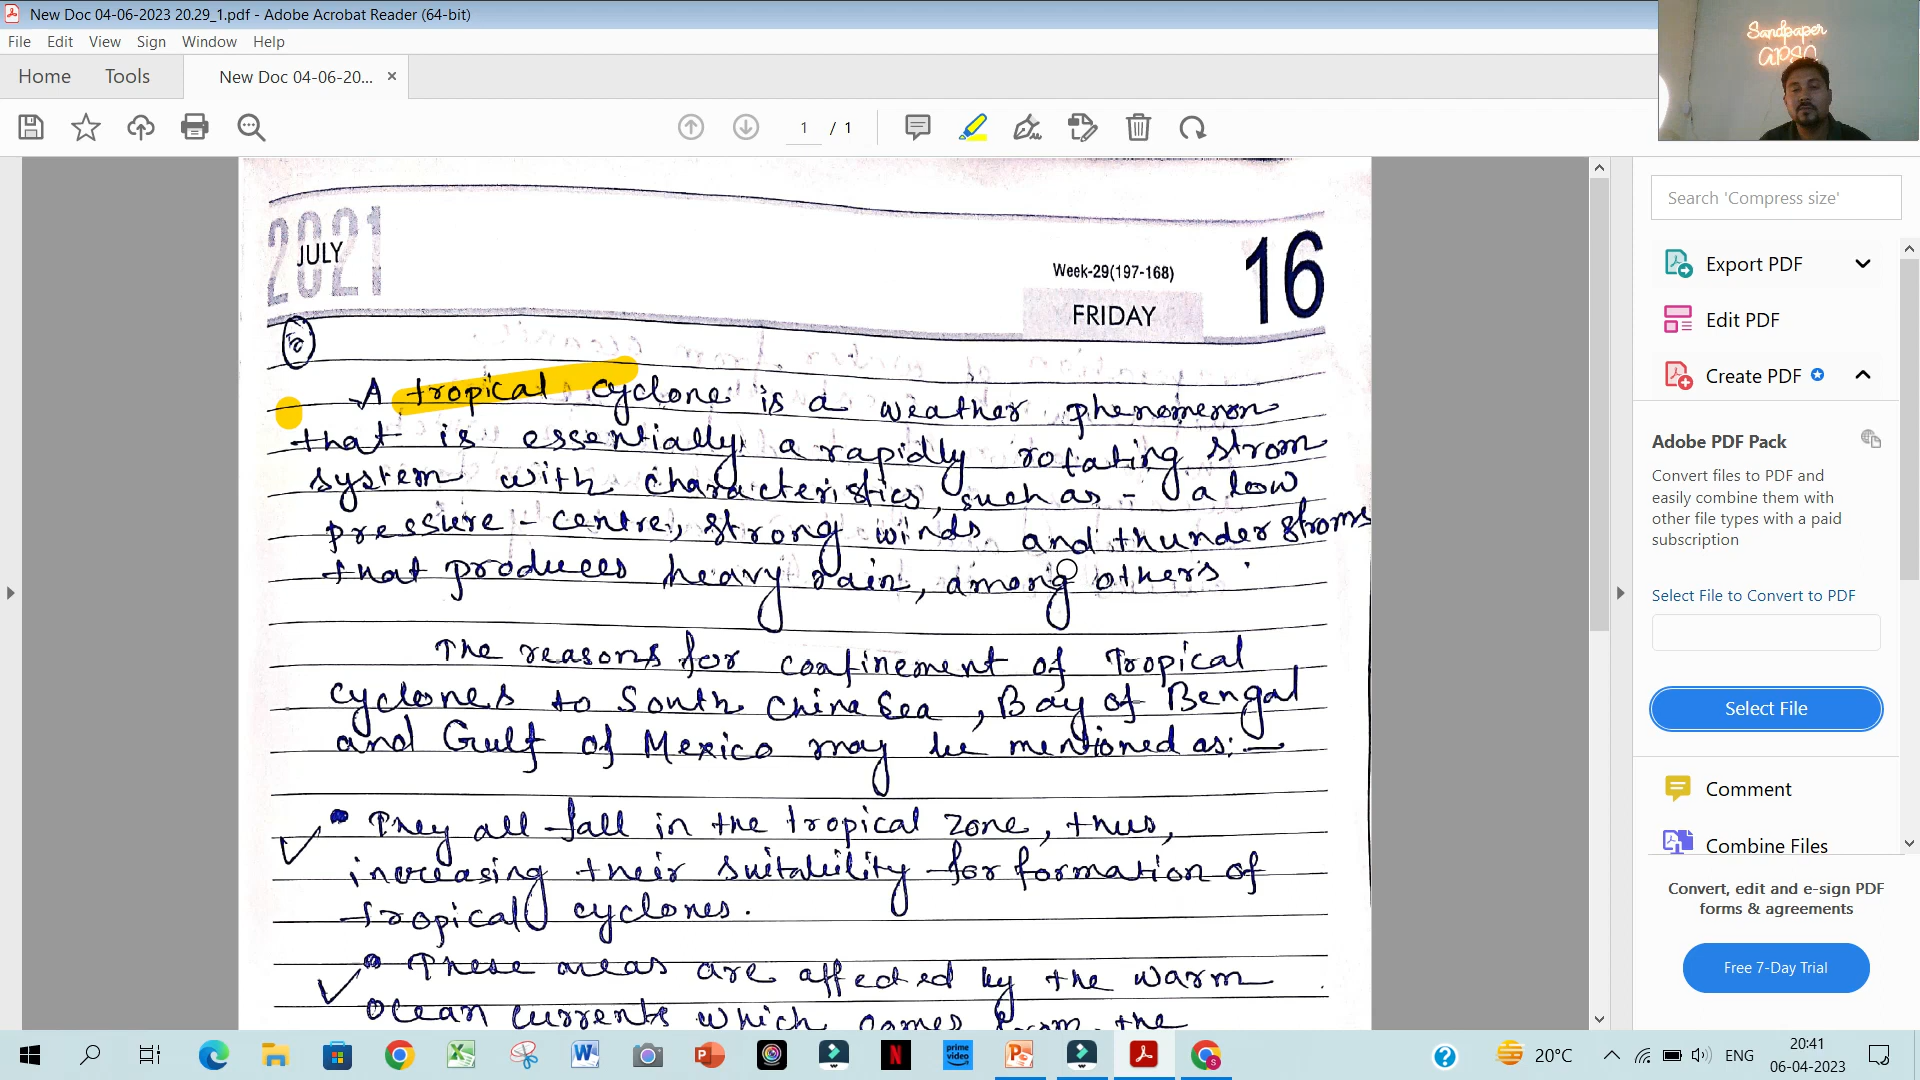 New Doc 04-06-2023 20.29_1.pdf - Adobe Acrobat Reader (64-bit)
File Edit View Sign Window Help
Home Tools New Doc 04-06-20... ×
1 / 1
Sandpaper
APSC
2021
JULY
Week-29(197-168)
FRIDAY
16
A tropical cyclone is a weather phenomenon
that is essentially a rapidly rotating strom
system with characteristics, such as - a low
pressure - centre, strong winds and thunderstroms
that produces heavy rain, among others.
The reasons for confinement of Tropical
cyclones to South China Sea, Bay of Bengal
and Gulf of Mexico may be mentioned as: —
• They all fall in the tropical zone, thus,
increasing their suitability for formation of
tropical cyclones.
• These areas are affected by the warm
ocean currents which comes from the
Search 'Compress size'
Export PDF
Edit PDF
Create PDF
Adobe PDF Pack
Convert files to PDF and
easily combine them with
other file types with a paid
subscription
Select File to Convert to PDF
Select File
Comment
Combine Files
Convert, edit and e-sign PDF
forms & agreements
Free 7-Day Trial
prime video
20°C
ENG
20:41
06-04-2023